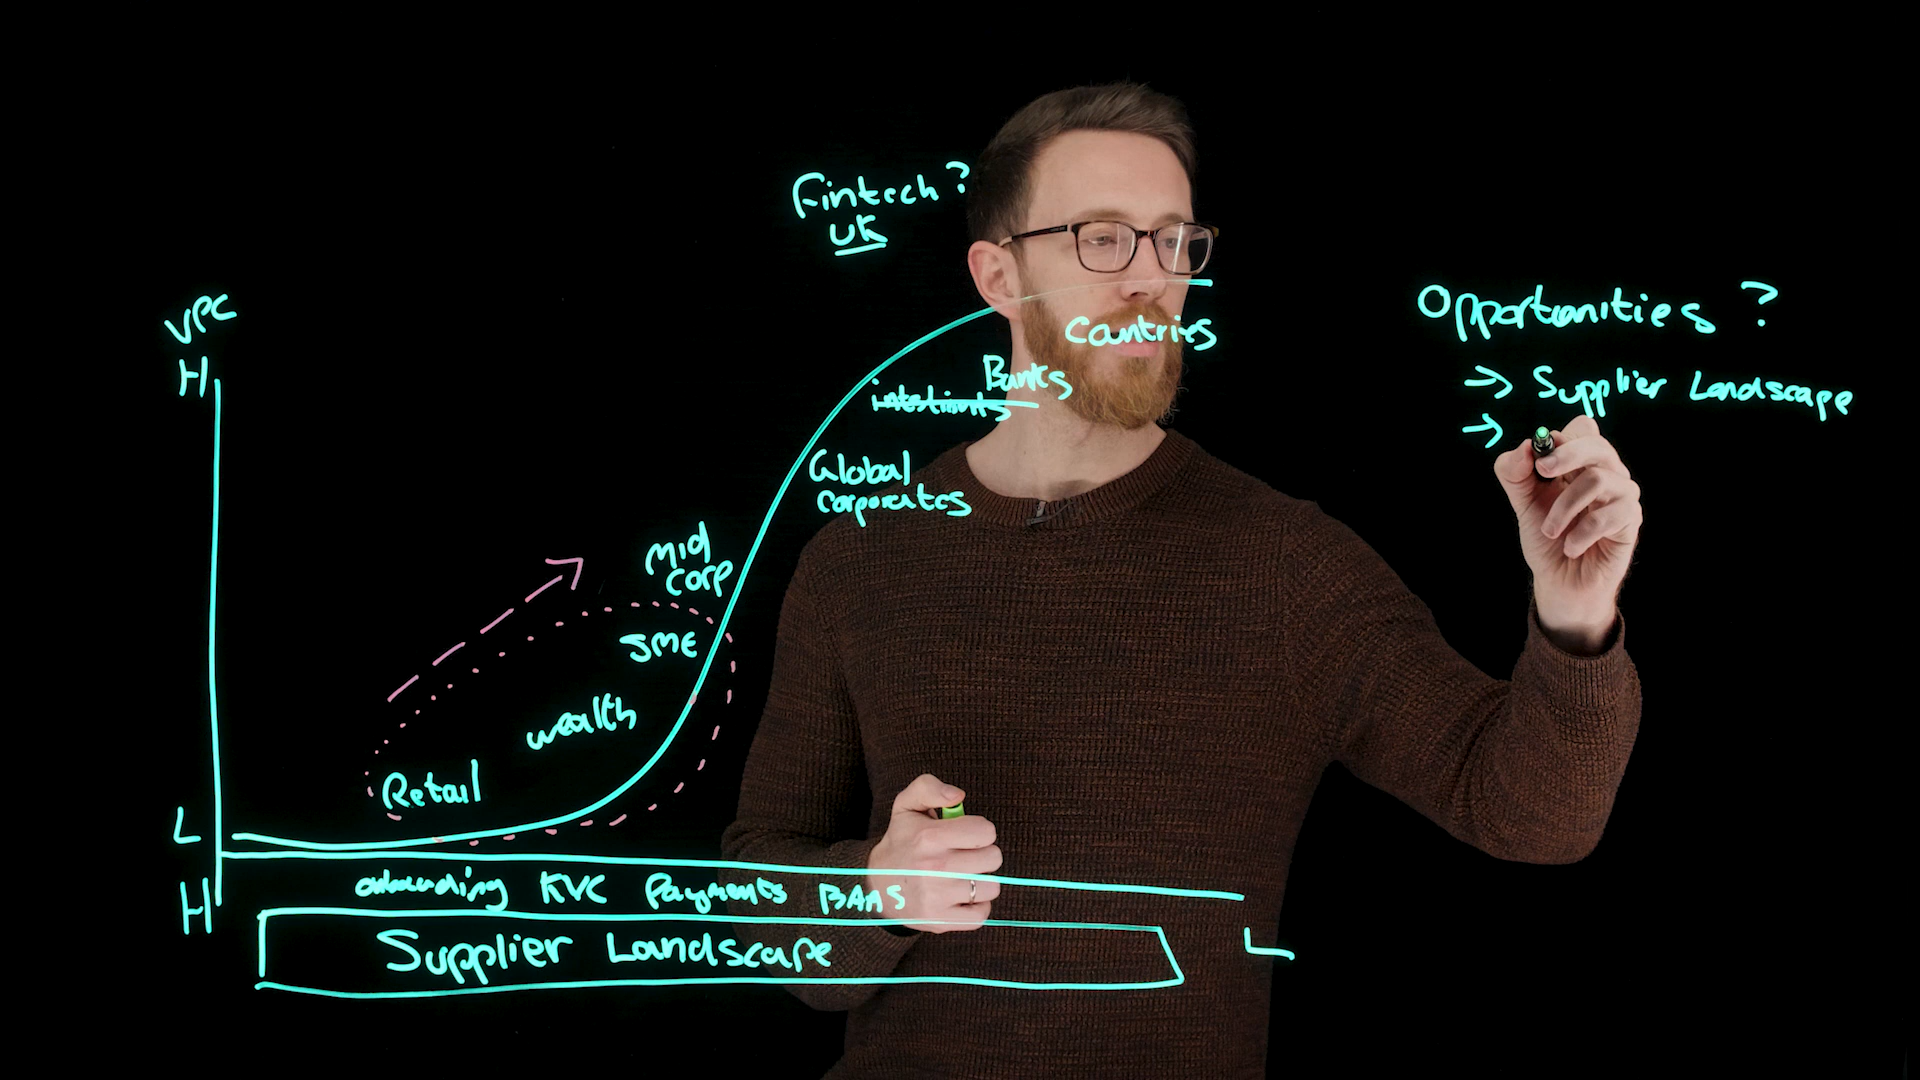 Fintech?
UK
VPC
H
Countries
Banks
Global
corporates
Mid
corp
SME
wealth
Retail
L
H
onboarding KYC Payments BAAS
Supplier Landscape
L
Opportunities?
→ Supplier Landscape
→